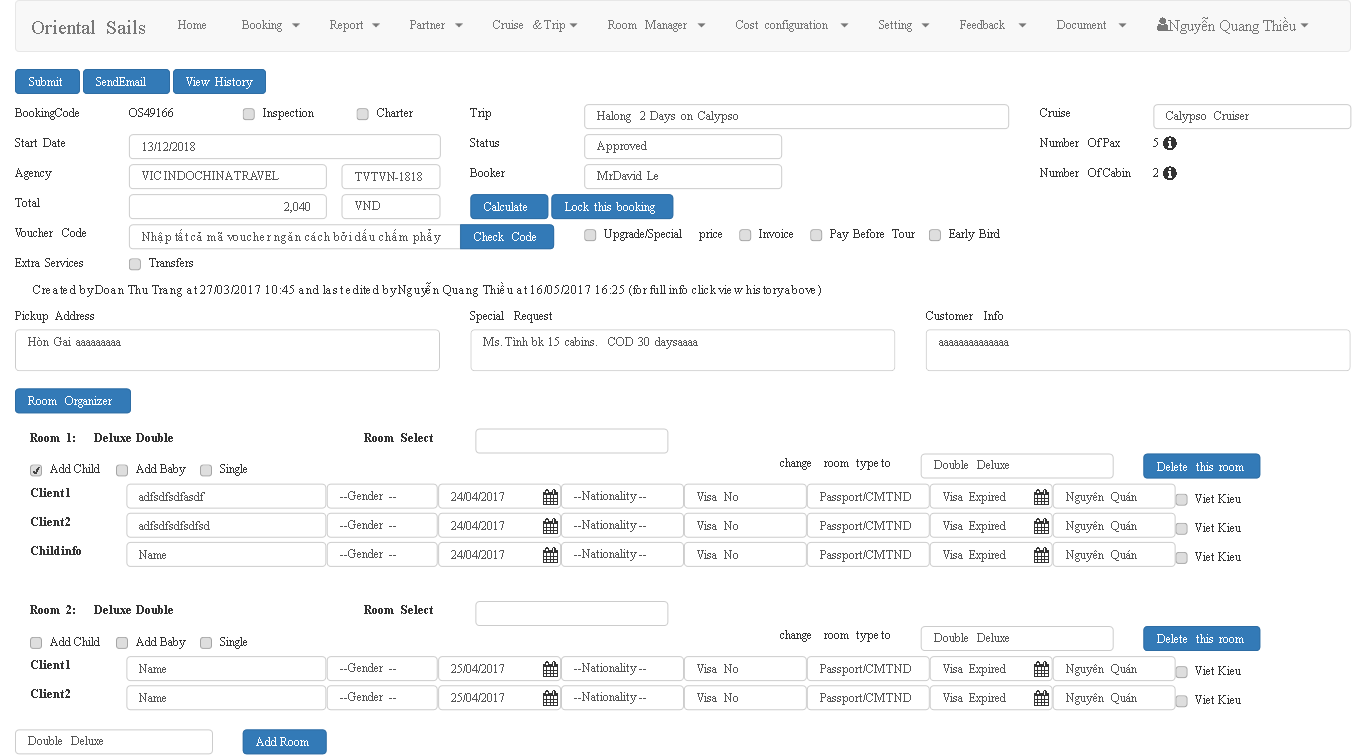 Oriental Sails Home Booking Report Partner Cruise & Trip Room Manager Cost configuration Setting Feedback Document Nguyễn Quang Thiều
Submit SendEmail View History
BookingCode OS49166 Inspection Charter Trip Halong 2 Days on Calypso Cruise Calypso Cruiser
Start Date 13/12/2018 Status Approved Number Of Pax 5
Agency VIC INDOCHINA TRAVEL TVTVN-1818 Booker MrDavid Le Number Of Cabin 2
Total 2,040 VND Calculate Lock this booking
Voucher Code Nhập tất cả mã voucher ngăn cách bởi dấu chấm phẩy Check Code Upgrade/Special price Invoice Pay Before Tour Early Bird
Extra Services Transfers
Created by Doan Thu Trang at 27/03/2017 10:45 and last edited by Nguyễn Quang Thiều at 16/05/2017 16:25 (for full info click view history above)
Pickup Address Special Request Customer Info
Hòn Gai aaaaaaaaa Ms. Tình bk 15 cabins. COD 30 daysaaaa aaaaaaaaaaaaaa
Room Organizer
Room 1: Deluxe Double Room Select
Add Child Add Baby Single change room type to Double Deluxe Delete this room
Client1 adfsdfsdfasdf --Gender -- 24/04/2017 --Nationality-- Visa No Passport/CMTND Visa Expired Nguyên Quán Viet Kieu
Client2 adfsdfsdfsdfsd --Gender -- 24/04/2017 --Nationality-- Visa No Passport/CMTND Visa Expired Nguyên Quán Viet Kieu
Childinfo Name --Gender -- 24/04/2017 --Nationality-- Visa No Passport/CMTND Visa Expired Nguyên Quán Viet Kieu
Room 2: Deluxe Double Room Select
Add Child Add Baby Single change room type to Double Deluxe Delete this room
Client1 Name --Gender -- 25/04/2017 --Nationality-- Visa No Passport/CMTND Visa Expired Nguyên Quán Viet Kieu
Client2 Name --Gender -- 25/04/2017 --Nationality-- Visa No Passport/CMTND Visa Expired Nguyên Quán Viet Kieu
Double Deluxe Add Room